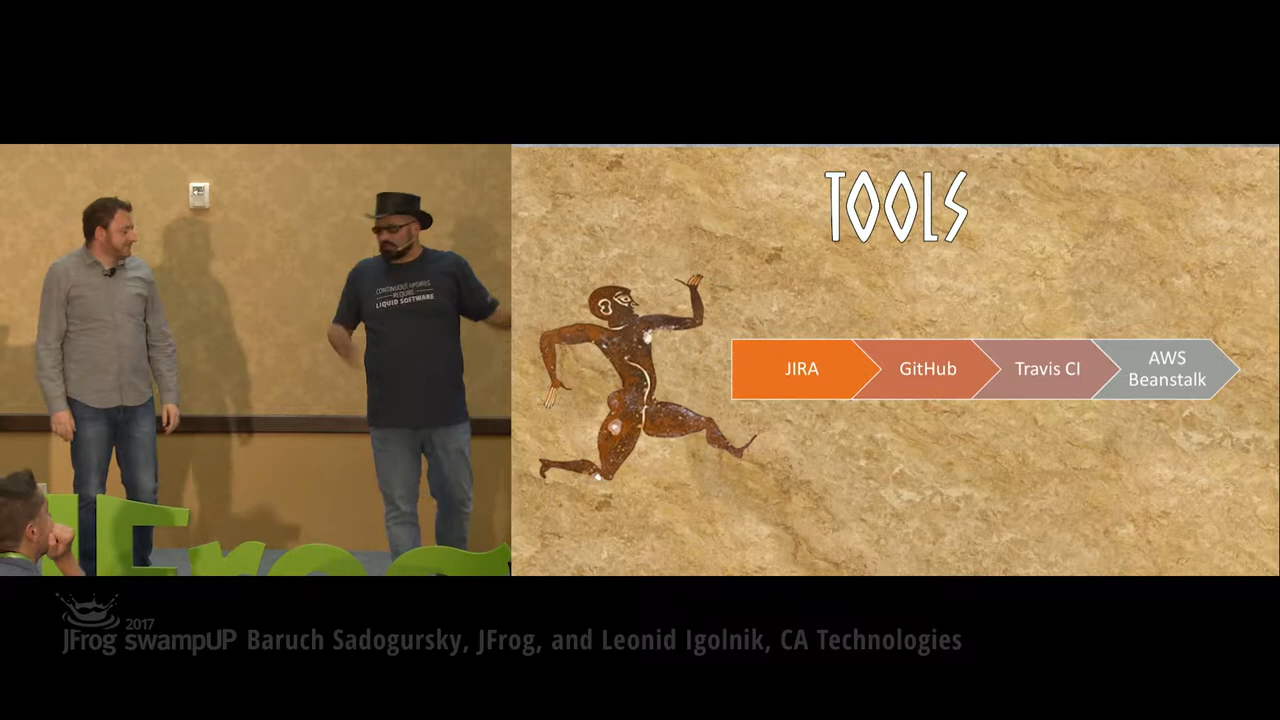 TOOLS
CONTINUOUS UPDATES
REQUIRE
LIQUID SOFTWARE
JIRA
GitHub
Travis CI
AWS
Beanstalk
JFrog
2017
JFrog swampUP Baruch Sadogursky, JFrog, and Leonid Igolnik, CA Technologies